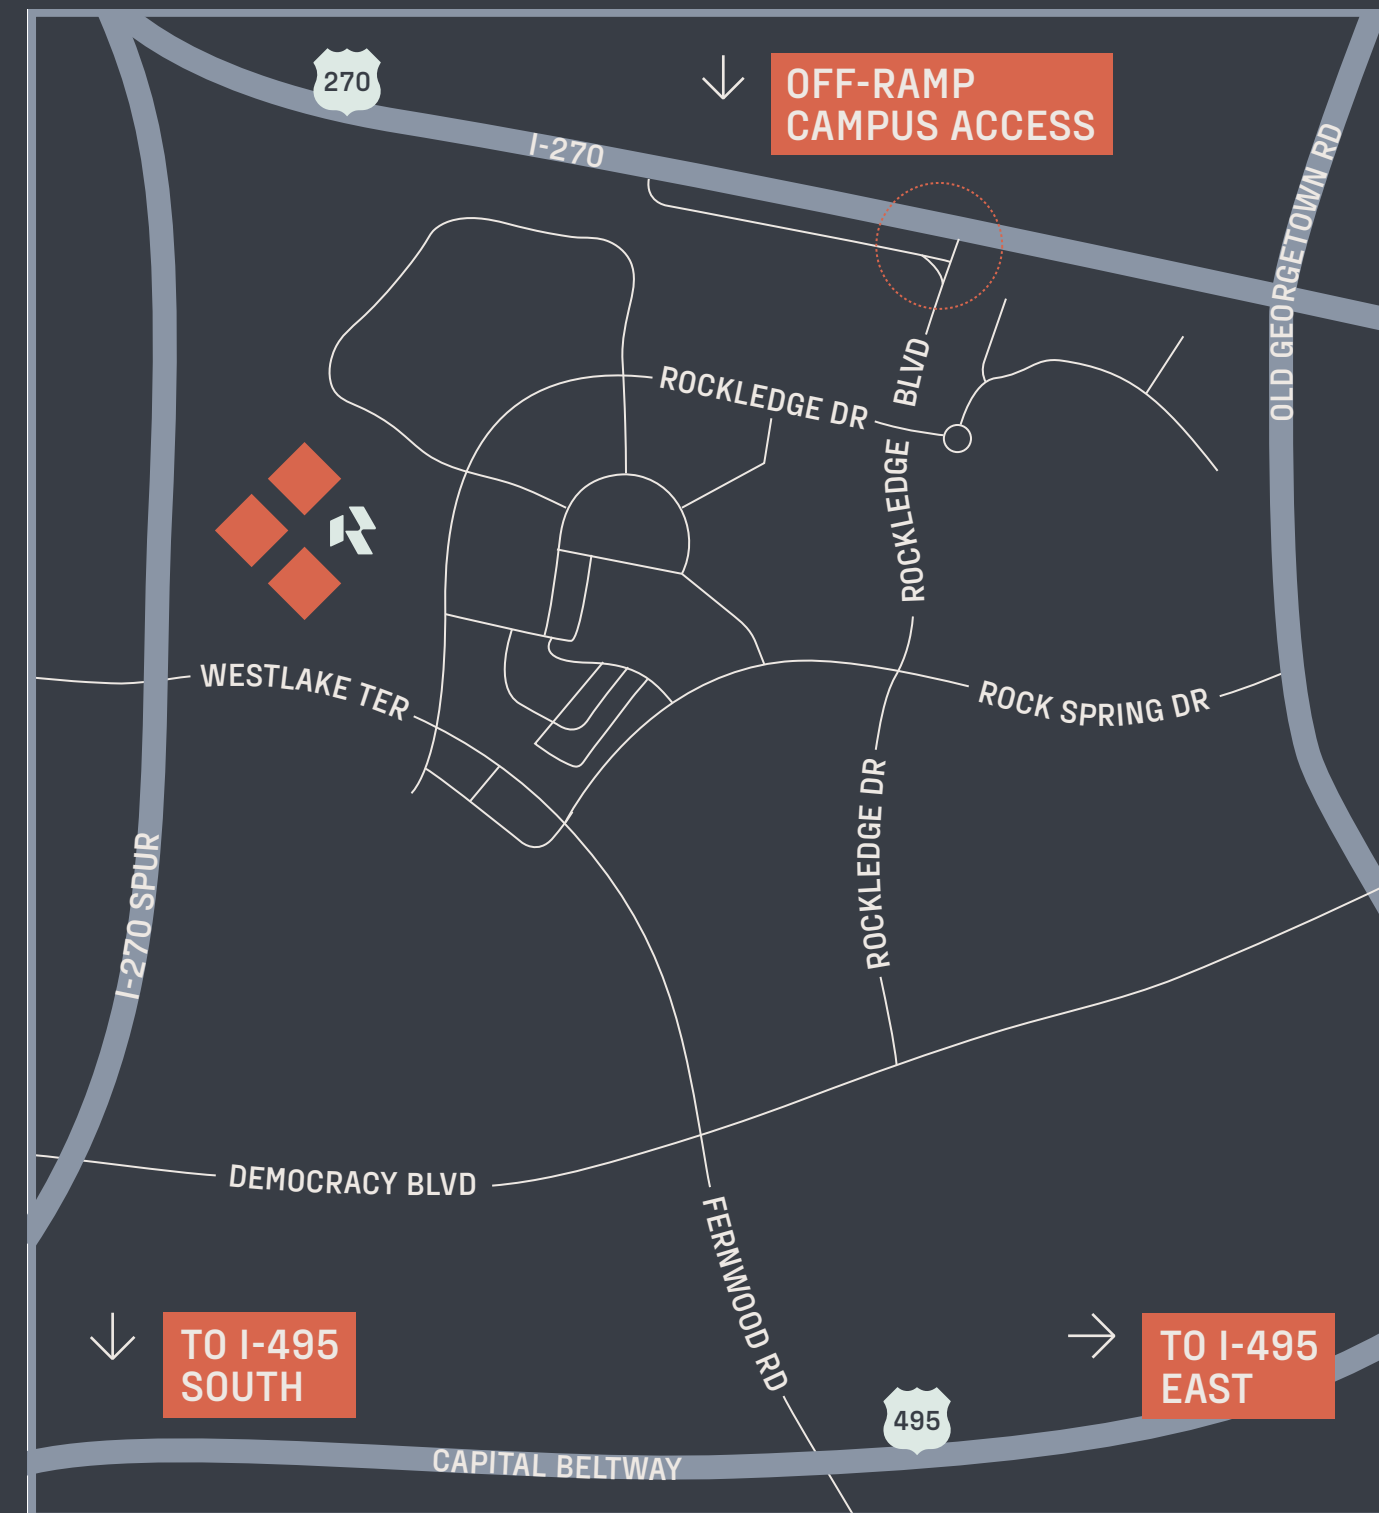 270
OFF-RAMP
CAMPUS ACCESS
I-270
OLD GEORGETOWN RD
ROCKLEDGE DR
ROCKLEDGE BLVD
WESTLAKE TER
ROCK SPRING DR
ROCKLEDGE DR
I-270 SPUR
DEMOCRACY BLVD
FERNWOOD RD
TO I-495
SOUTH
TO I-495
EAST
495
CAPITAL BELTWAY